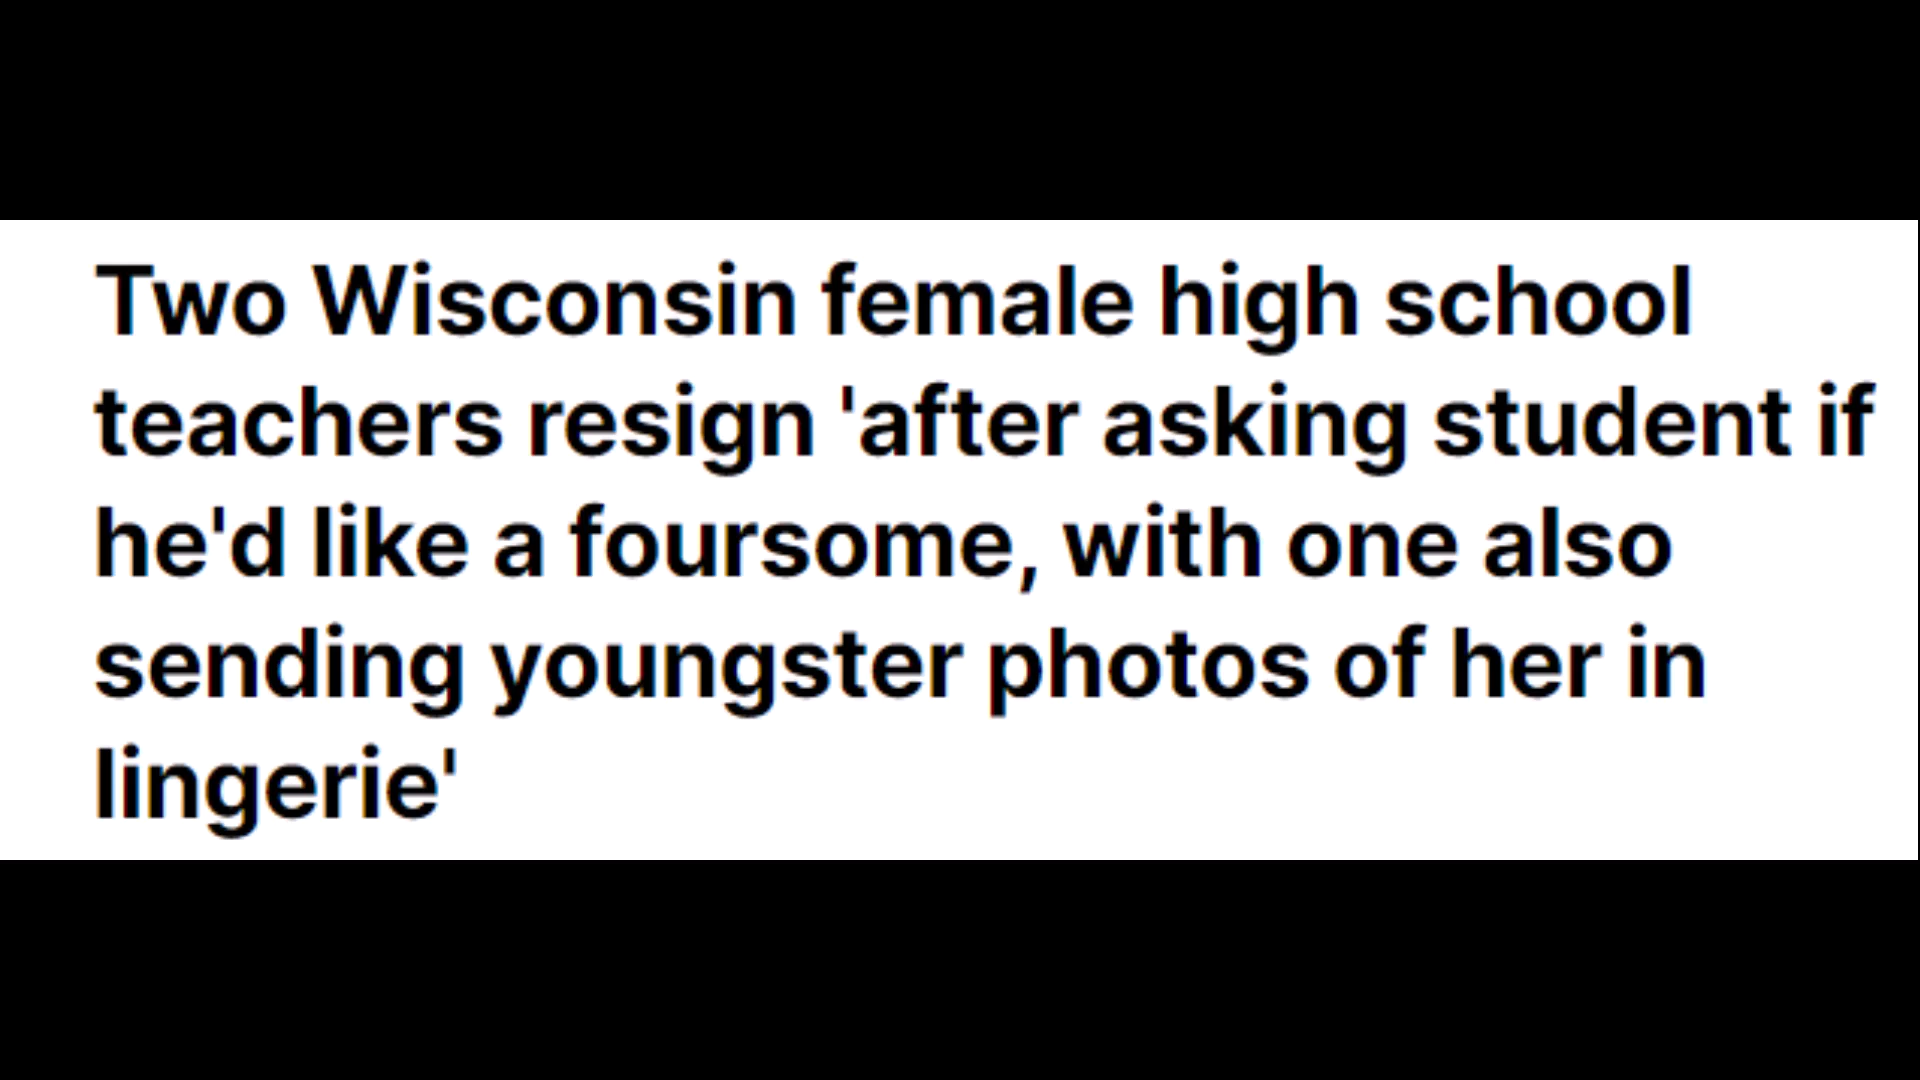 Two Wisconsin female high school
teachers resign 'after asking student if
he'd like a foursome, with one also
sending youngster photos of her in
lingerie'